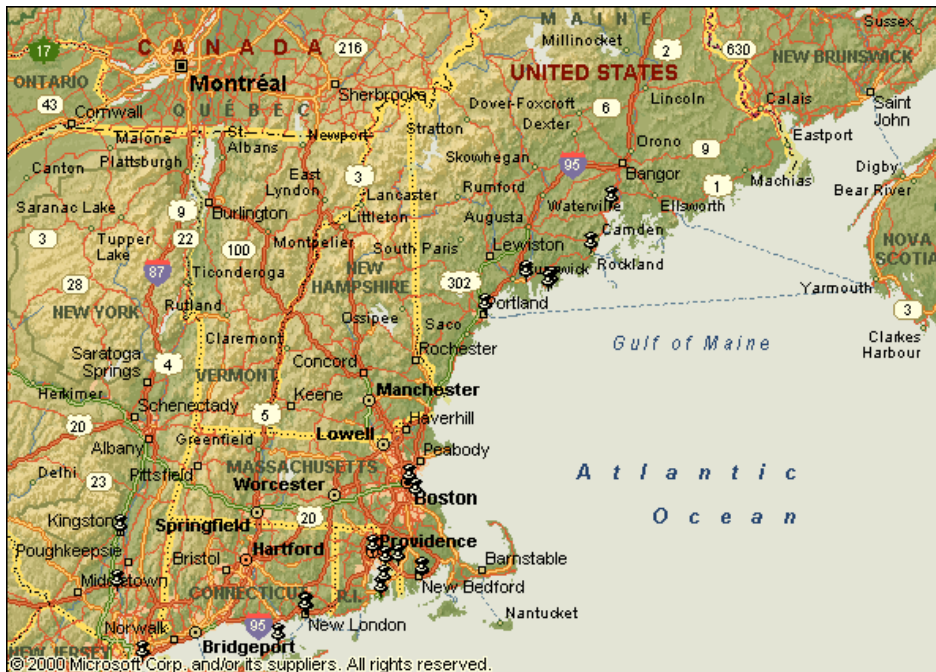 M A I N E
Sussex
17
C A N A D A
216
Millinocket
2
630
NEW BRUNSWICK
Montréal
UNITED STATES
ONTARIO
Sherbrooke
Lincoln
Calais
Saint
John
43
Q U É B E C
Dover-Foxcroft
6
Cornwall
St.
Albans
Newport
Stratton
Dexter
Eastport
Malone
Orono
9
Digby
Canton
Plattsburgh
East
Lyndon
3
Skowhegan
95
Bangor
Machias
Bear River
Lancaster
Rumford
Waterville
1
Saranac Lake
9
Burlington
Littleton
Augusta
Ellsworth
3
Tupper
Lake
22
100
Montpelier
South Paris
Lewiston
Camden
NOVA
SCOTIA
87
Ticonderoga
NEW
HAMPSHIRE
302
Rockland
28
Yarmouth
NEW YORK
Rutland
Ossipee
Portland
3
Saco
Claremont
Gulf of Maine
Clarkes
Harbour
Saratoga
Springs
4
Concord
Rochester
VERMONT
Herkimer
Keene
Manchester
Schenectady
5
Haverhill
20
Albany
Greenfield
Lowell
Peabody
Delhi
23
Pittsfield
MASSACHUSETTS
Atlantic
Worcester
Boston
Ocean
Kingston
Springfield
20
Poughkeepsie
Bristol
Hartford
Providence
Barnstable
CONNECTICUT
R.I.
New Bedford
Nantucket
Norwalk
95
New London
NEW JERSEY
Bridgeport
© 2000 Microsoft Corp. and/or its suppliers. All rights reserved.